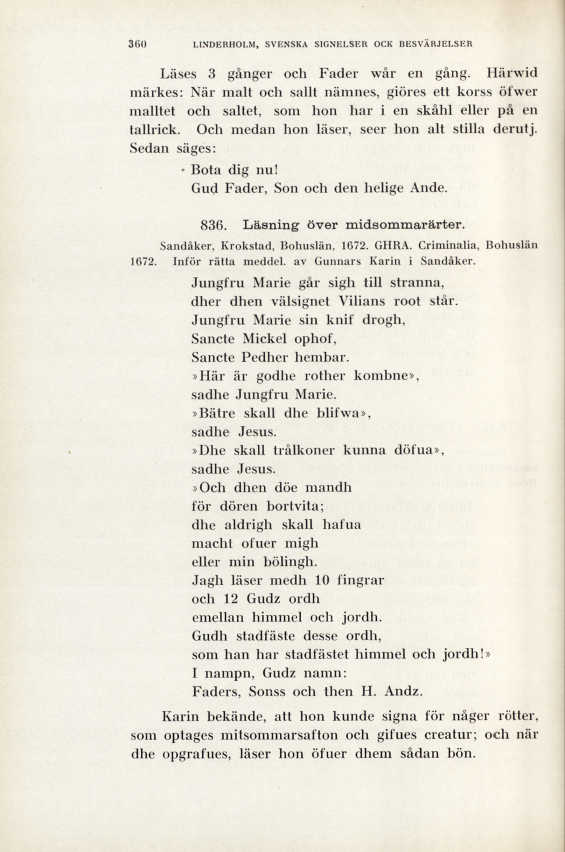 360 LINDERHOLM, SVENSKA SIGNELSER OCK BESVÄRJELSER
Läses 3 gånger och Fader wår en gång. Härwid
märkes: När malt och sallt nämnes, giöres ett korss öfwer
malltet och saltet, som hon har i en skåhl eller på en
tallrick. Och medan hon läser, seer hon alt stilla derutj.
Sedan säges:
Bota dig nu!
Gud Fader, Son och den helige Ande.
836. Läsning över midsommarärter.
Sandåker, Krokstad, Bohuslän, 1672. GHRA. Criminalia, Bohuslän
1672. Inför rätta meddel. av Gunnars Karin i Sandåker.
Jungfru Marie går sigh till stranna,
dher dhen välsignet Vilians root står.
Jungfru Marie sin knif drogh,
Sancte Mickel ophof,
Sancte Pedher hembar.
»Här är godhe rother kombne»,
sadhe Jungfru Marie.
»Bätre skall dhe blifwa»,
sadhe Jesus.
»Dhe skall trålkoner kunna döfua»,
sadhe Jesus.
»Och dhen döe mandh
för dören bortvita;
dhe aldrigh skall hafua
macht ofuer migh
eller min bölingh.
Jagh läser medh 10 fingrar
och 12 Gudz ordh
emellan himmel och jordh.
Gudh stadfäste desse ordh,
som han har stadfästet himmel och jordh!»
I nampn, Gudz namn:
Faders, Sonss och then H. Andz.
Karin bekände, att hon kunde signa för någer rötter,
som optages mitsommarsafton och gifues creatur; och när
dhe opgrafues, läser hon öfuer dhem sådan bön.